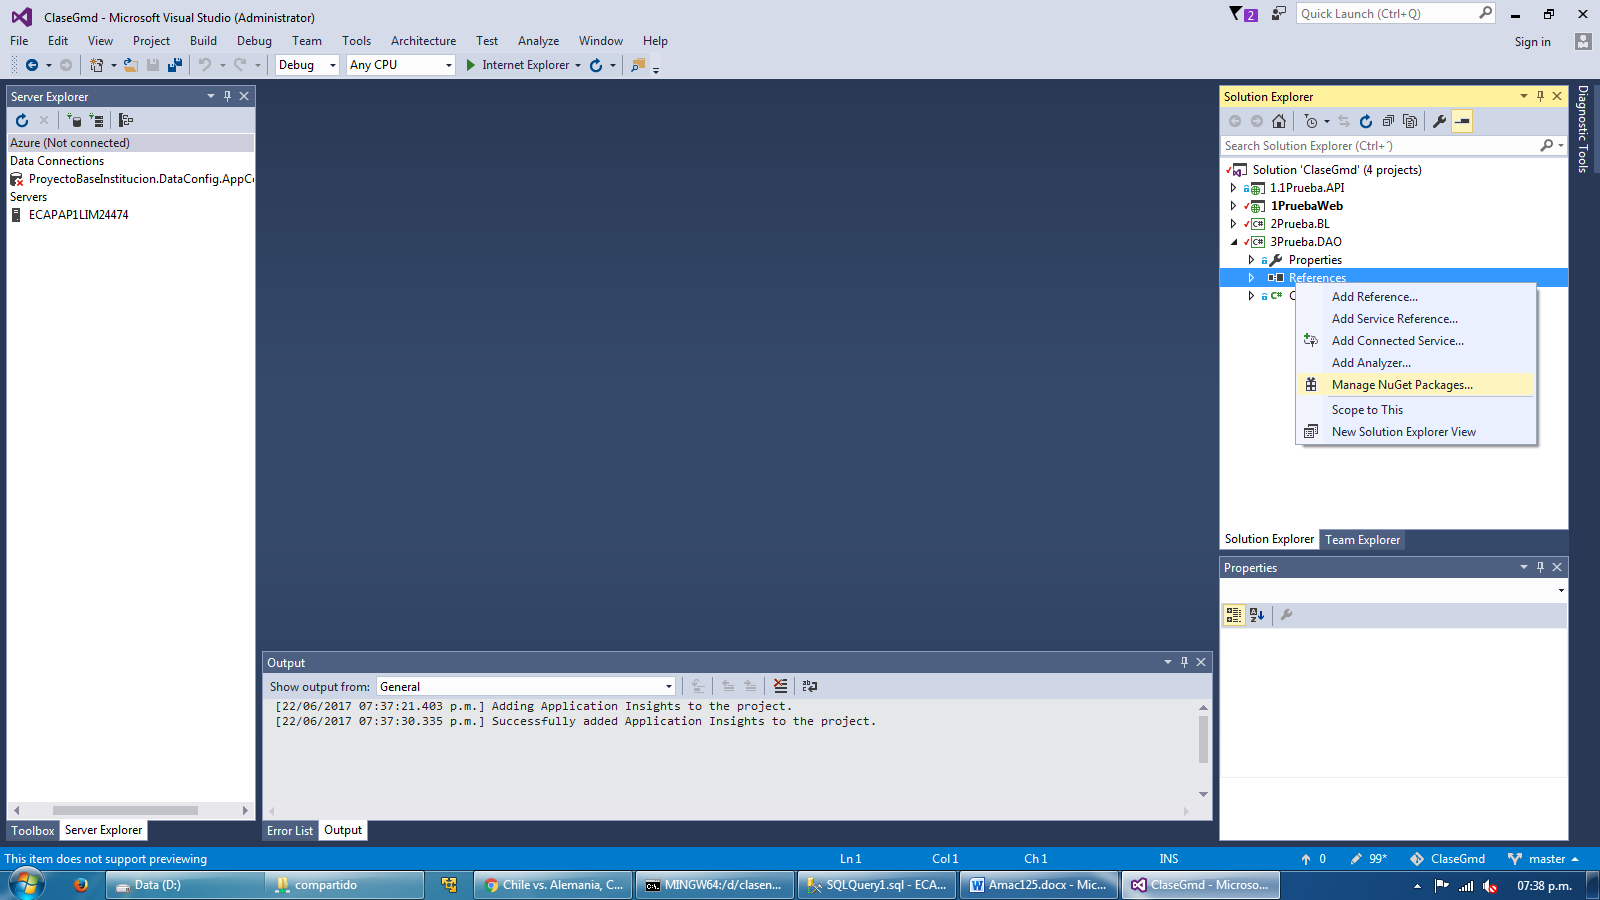 ClaseGmd - Microsoft Visual Studio (Administrator)
2
Quick Launch (Ctrl+Q)
File Edit View Project Build Debug Team Tools Architecture Test Analyze Window Help
Sign in
Debug Any CPU Internet Explorer
Server Explorer
Azure (Not connected)
Data Connections
ProyectoBaseInstitucion.DataConfig.AppC
Servers
ECAPAP1LIM24474
Toolbox Server Explorer
Output
Show output from: General
[22/06/2017 07:37:21.403 p.m.] Adding Application Insights to the project.
[22/06/2017 07:37:30.335 p.m.] Successfully added Application Insights to the project.
Error List Output
Solution Explorer
Search Solution Explorer (Ctrl+´)
Solution 'ClaseGmd' (4 projects)
1.1Prueba.API
1PruebaWeb
C# 2Prueba.BL
C# 3Prueba.DAO
Properties
References
C#
Add Reference...
Add Service Reference...
Add Connected Service...
Add Analyzer...
Manage NuGet Packages...
Scope to This
New Solution Explorer View
Solution Explorer Team Explorer
Properties
Diagnostic Tools
This item does not support previewing Ln 1 Col 1 Ch 1 INS 0 99* ClaseGmd master
Data (D:) compartido Chile vs. Alemania, C... MINGW64:/d/clasen... SQLQuery1.sql - ECA... Amac125.docx - Mic... ClaseGmd - Microso... 07:38 p.m.